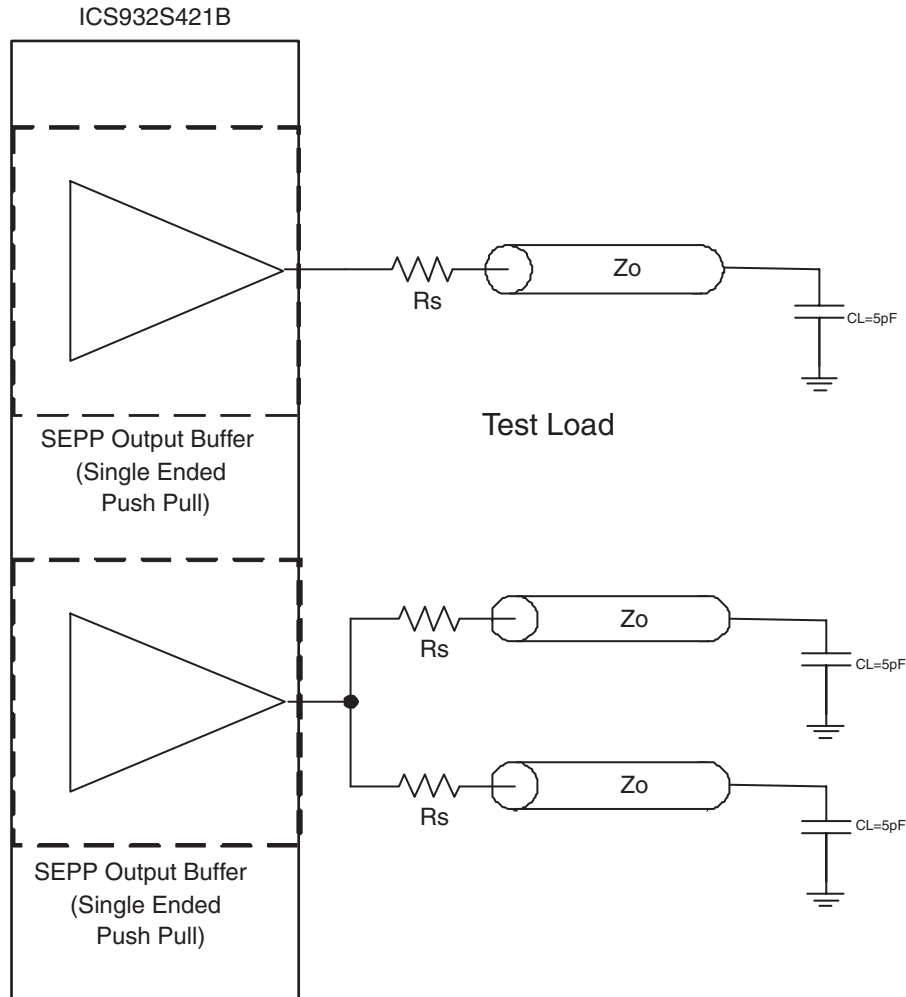 ICS932S421B
Rs
Zo
CL=5pF
Test Load
SEPP Output Buffer
(Single Ended
Push Pull)
Rs
Zo
CL=5pF
Rs
Zo
CL=5pF
SEPP Output Buffer
(Single Ended
Push Pull)